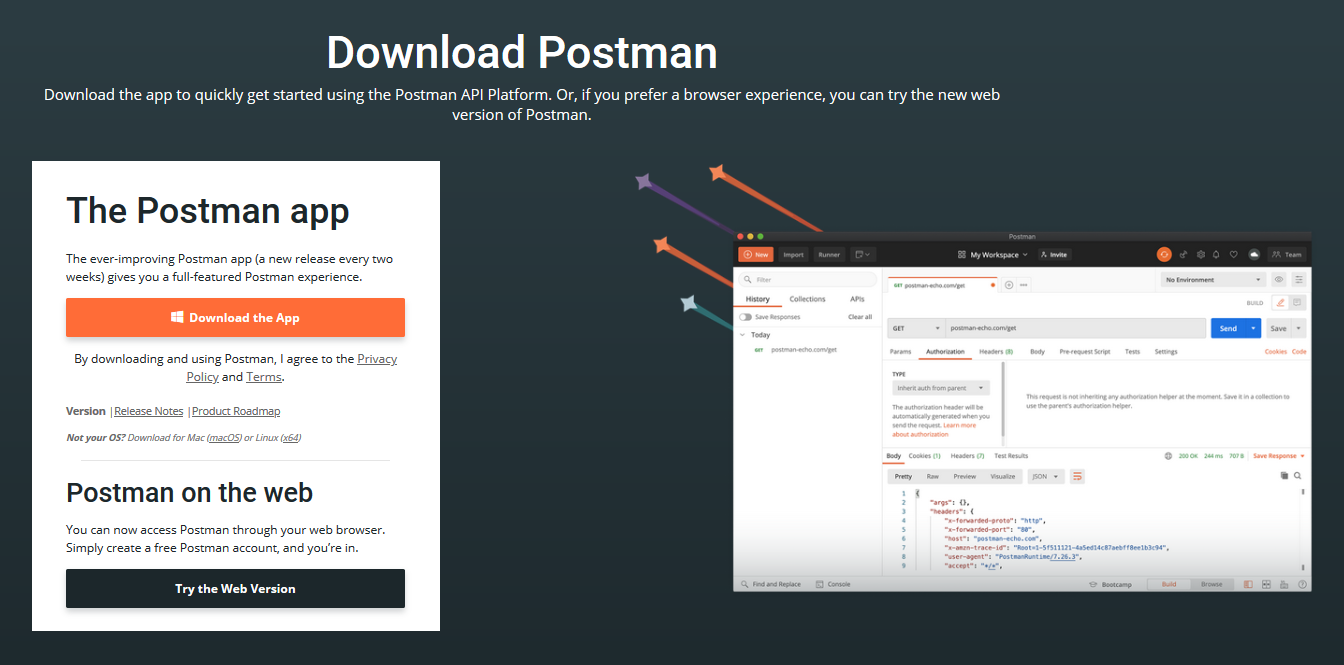 Download Postman
Download the app to quickly get started using the Postman API Platform. Or, if you prefer a browser experience, you can try the new web
version of Postman.
The Postman app
The ever-improving Postman app (a new release every two
weeks) gives you a full-featured Postman experience.
Download the App
By downloading and using Postman, I agree to the Privacy
Policy and Terms.
Version | Release Notes | Product Roadmap
Not your OS? Download for Mac (macOS) or Linux (x64)
Postman on the web
You can now access Postman through your web browser.
Simply create a free Postman account, and you’re in.
Try the Web Version
Postman
New Import Runner My Workspace Invite Team
Filter
History Collections APIs
Save Responses Clear all
Today
GET postman-echo.com/get
GET postman-echo.com/get No Environment
BUILD
GET postman-echo.com/get Send Save
Params Authorization Headers (8) Body Pre-request Script Tests Settings Cookies Code
TYPE
Inherit auth from parent
The authorization header will be
automatically generated when you
send the request. Learn more
about authorization
This request is not inheriting any authorization helper at the moment. Save it in a collection to
use the parent's authorization helper.
Body Cookies (1) Headers (7) Test Results 200 OK 244 ms 707 B Save Response
Pretty Raw Preview Visualize JSON
1 {
2 "args": {},
3 "headers": {
4 "x-forwarded-proto": "http",
5 "x-forwarded-port": "80",
6 "host": "postman-echo.com",
7 "x-amzn-trace-id": "Root=1-5f511121-4a5ed14c87aebff8ee1b3c94",
8 "user-agent": "PostmanRuntime/7.26.3",
9 "accept": "*/*",
Find and Replace Console Bootcamp Build Browse